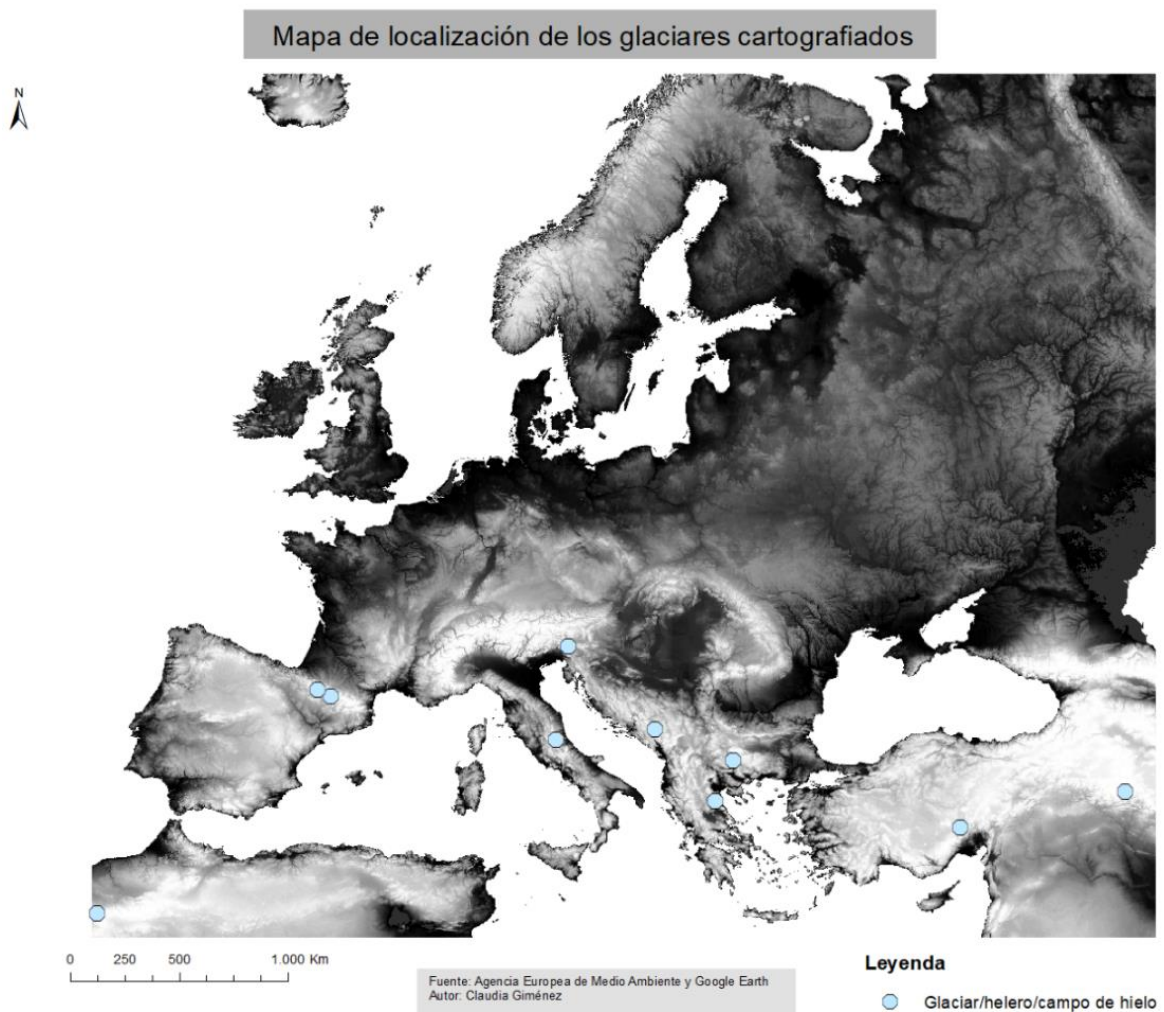 Mapa de localización de los glaciares cartografiados
N
0 250 500 1.000 Km
Fuente: Agencia Europea de Medio Ambiente y Google Earth
Autor: Claudia Giménez
Leyenda
Glaciar/helero/campo de hielo